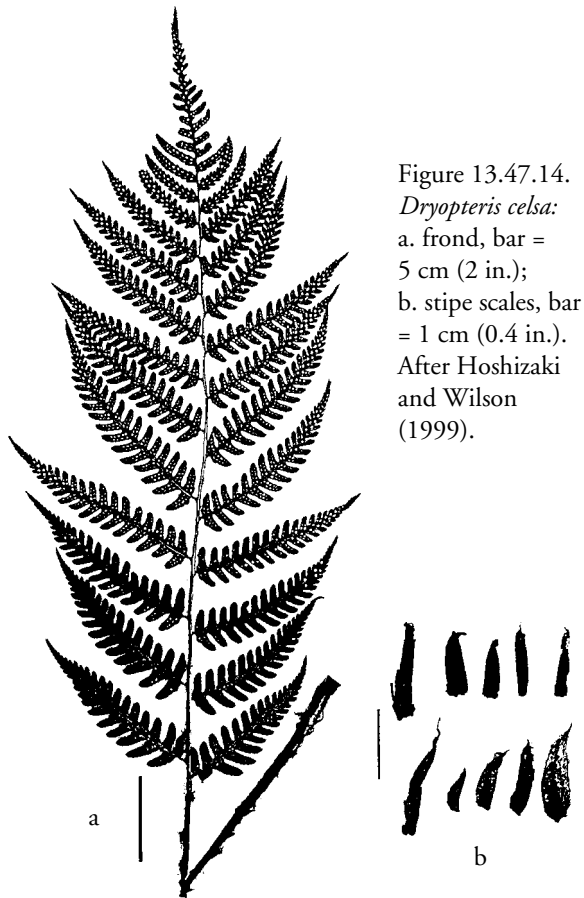 Figure 13.47.14.
Dryopteris celsa:
a. frond, bar =
5 cm (2 in.);
b. stipe scales, bar
= 1 cm (0.4 in.).
After Hoshizaki
and Wilson
(1999).
a
b